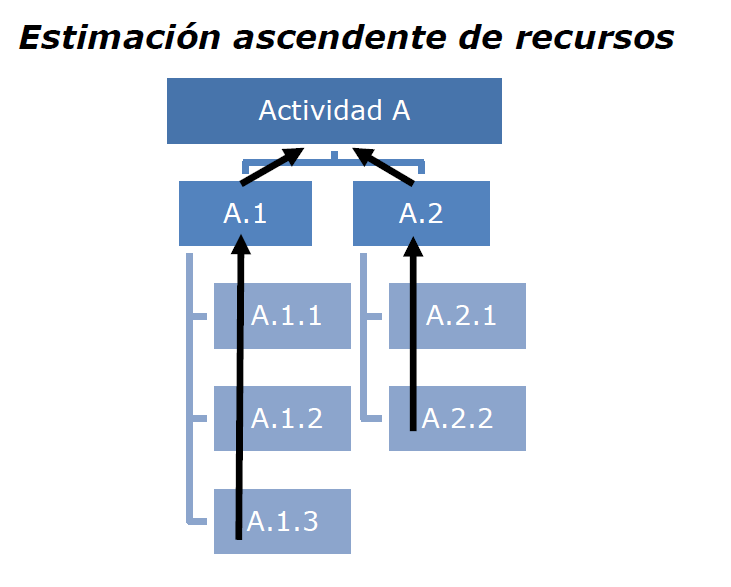 Estimación ascendente de recursos
Actividad A
A.1
A.2
A.1.1
A.2.1
A.1.2
A.2.2
A.1.3